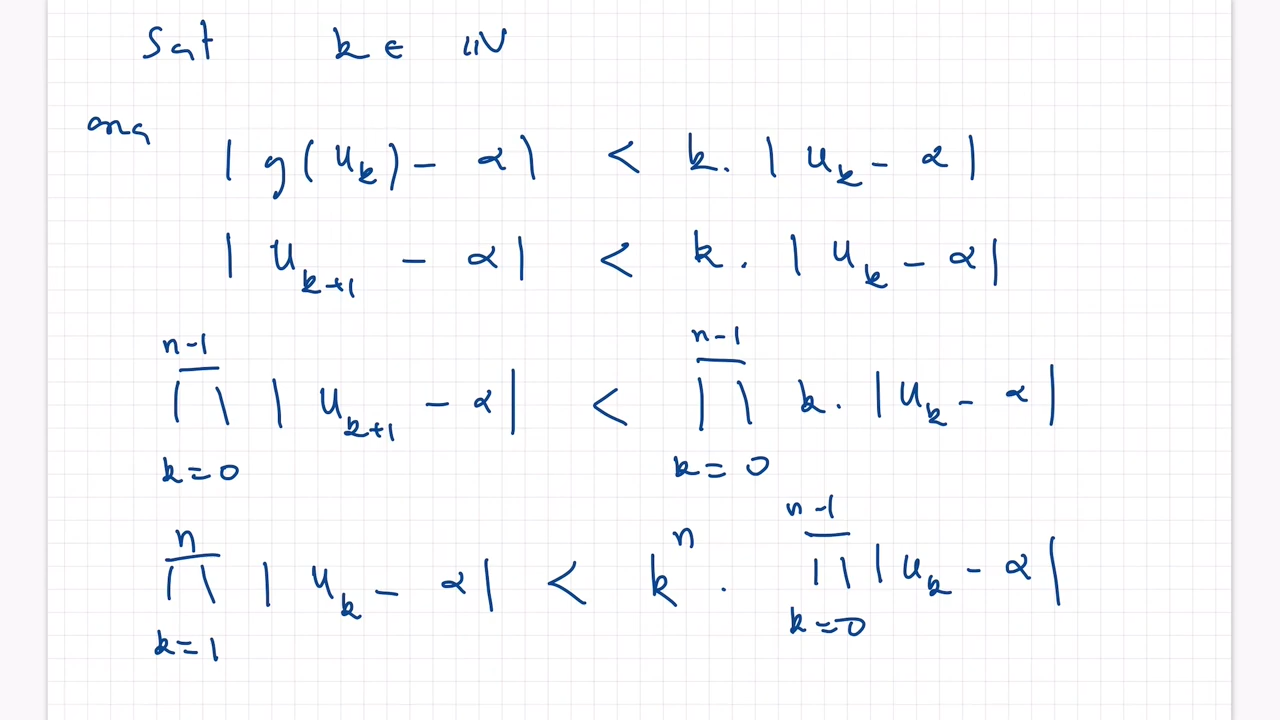 Soit k ∈ ℕ
on a
| g(u_k) - α | < k. | u_k - α |
| u_{k+1} - α | < k. | u_k - α |
∏_{k=0}^{n-1} | u_{k+1} - α | < ∏_{k=0}^{n-1} k. | u_k - α |
∏_{k=1}^{n} | u_k - α | < k^n . ∏_{k=0}^{n-1} | u_k - α |